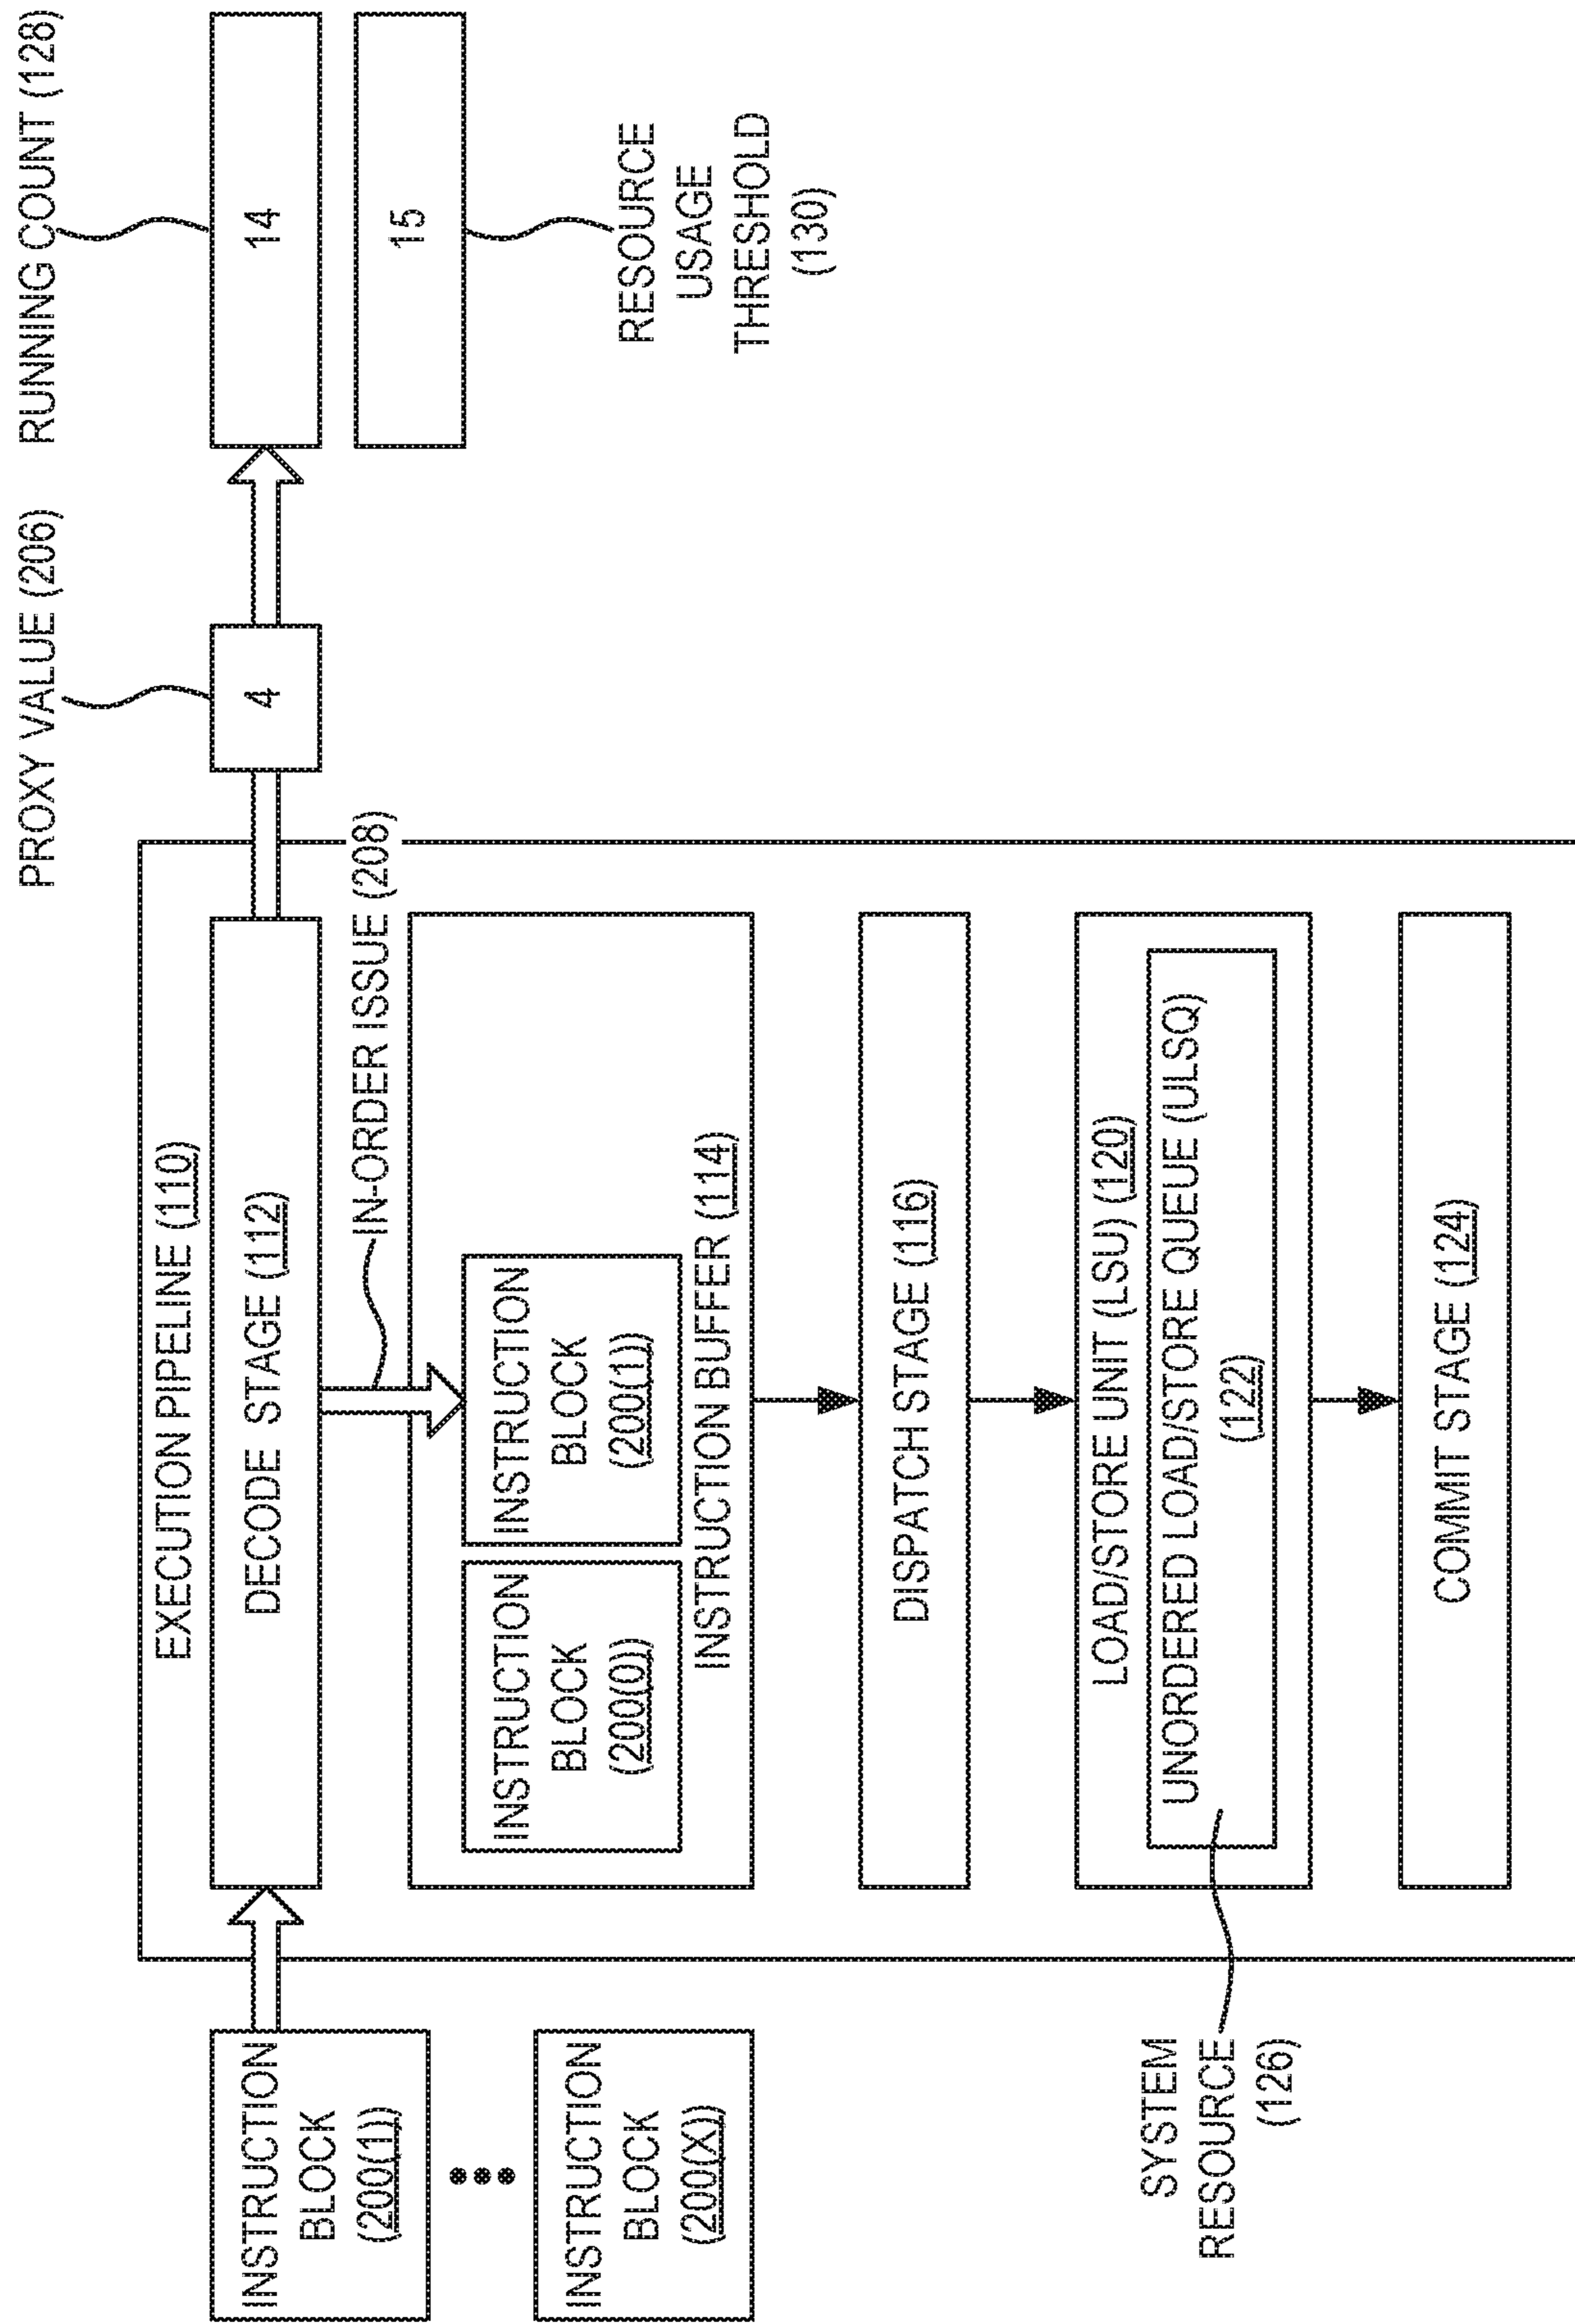 INSTRUCTION
BLOCK
(200(1))
INSTRUCTION
BLOCK
(200(X))
SYSTEM
RESOURCE
(126)
EXECUTION PIPELINE (110)
DECODE STAGE (112)
IN-ORDER ISSUE (208)
INSTRUCTION
BLOCK
(200(0))
INSTRUCTION
BLOCK
(200(1))
INSTRUCTION BUFFER (114)
DISPATCH STAGE (116)
LOAD/STORE UNIT (LSU) (120)
UNORDERED LOAD/STORE QUEUE (ULSQ)
(122)
COMMIT STAGE (124)
PROXY VALUE (206)
4
RUNNING COUNT (128)
14
15
RESOURCE
USAGE
THRESHOLD
(130)